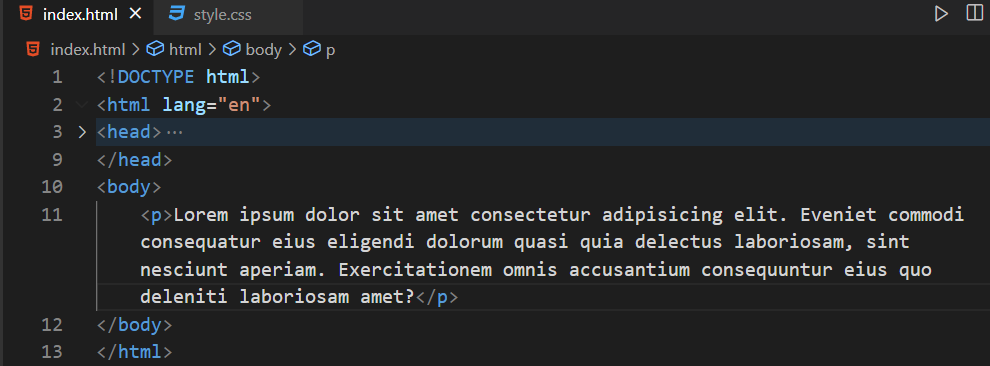 index.html style.css
index.html > html > body > p
1 <!DOCTYPE html>
2 <html lang="en">
3 <head>···
9 </head>
10 <body>
11 <p>Lorem ipsum dolor sit amet consectetur adipisicing elit. Eveniet commodi
consequatur eius eligendi dolorum quasi quia delectus laboriosam, sint
nesciunt aperiam. Exercitationem omnis accusantium consequuntur eius quo
deleniti laboriosam amet?</p>
12 </body>
13 </html>